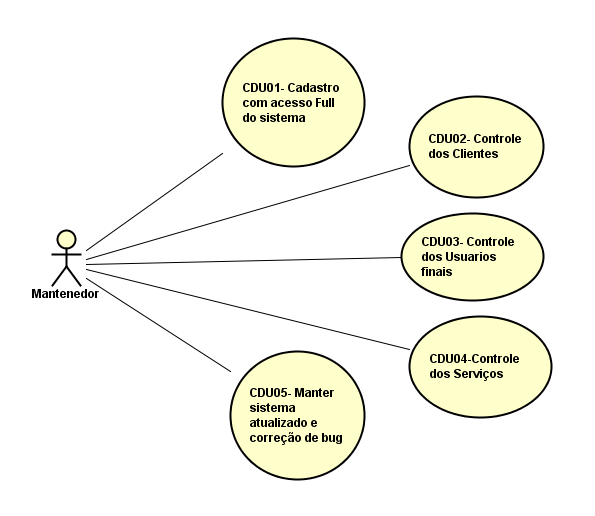 CDU01- Cadastro
com acesso Full
do sistema
CDU02- Controle
dos Clientes
CDU03- Controle
dos Usuarios
finais
Mantenedor
CDU04-Controle
dos Serviços
CDU05- Manter
sistema
atualizado e
correção de bug